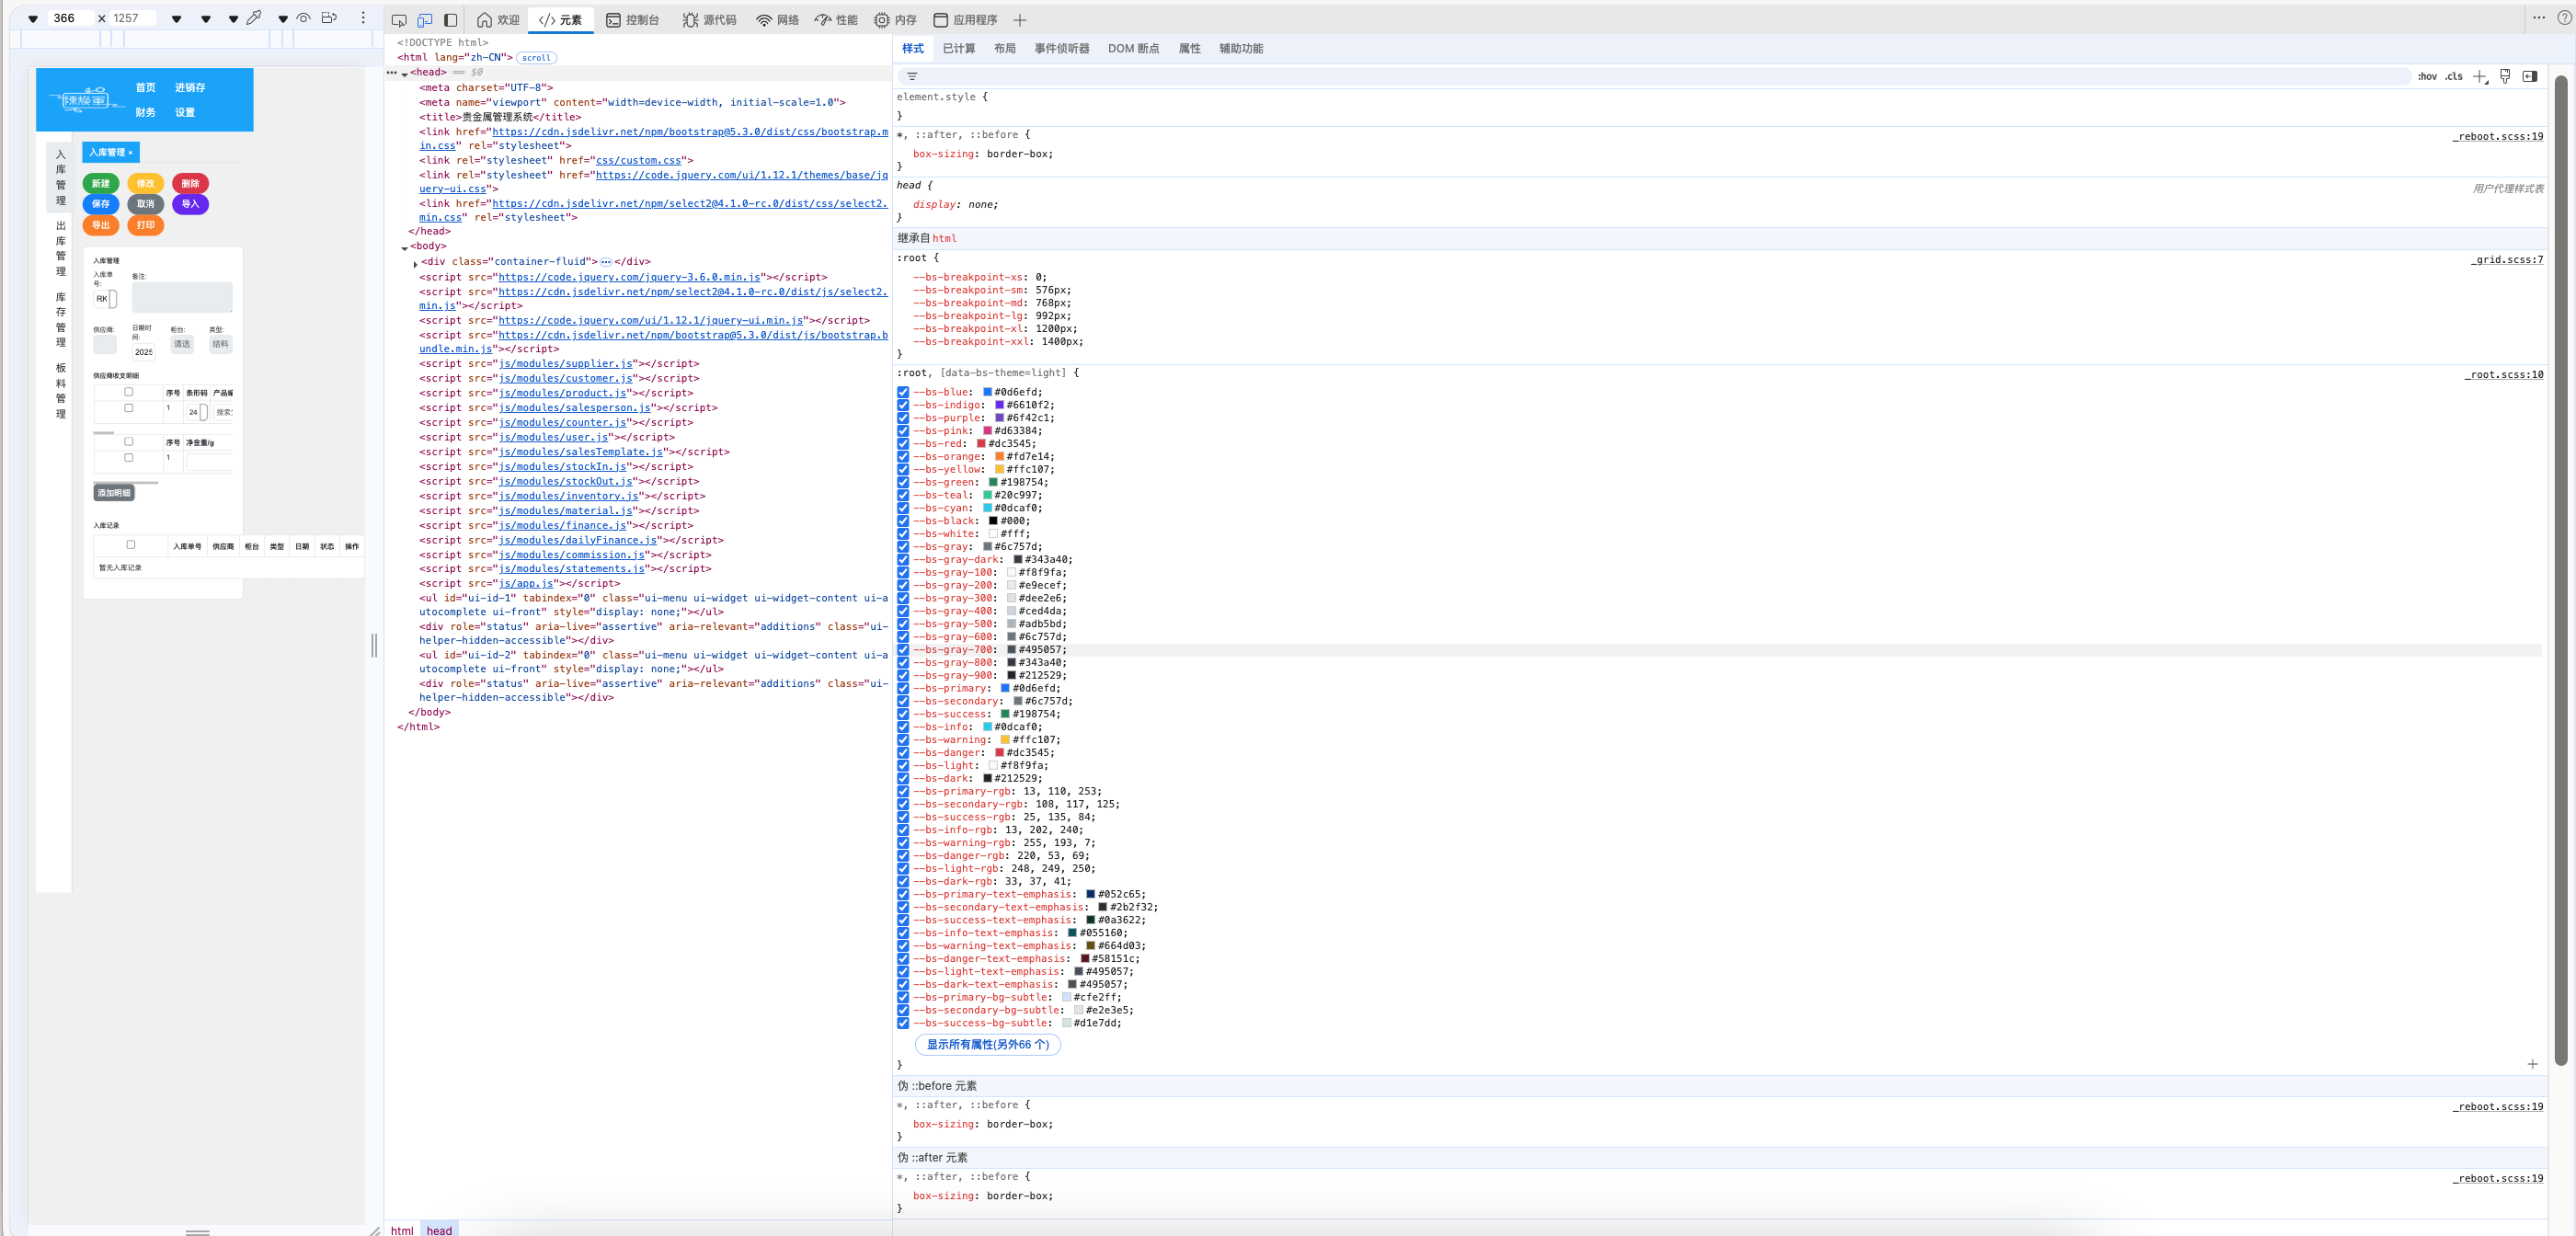 366 × 1257
欢迎 </> 元素 控制台 源代码 网络 性能 内存 应用程序
首页 进销存
财务 设置
入库管理
出库管理
库存管理
板料管理
入库管理 ×
新建 修改 删除
保存 取消 导入
导出 打印
入库管理
入库单号: 备注:
RK
供应商: 日期时间: 柜台: 类型:
2025 请选 结料
供应商收支明细
序号 条形码 产品编
1 24 搜索
序号 净金重/g
1
添加明细
入库记录
入库单号 供应商 柜台 类型 日期 状态 操作
暂无入库记录
<!DOCTYPE html>
<html lang="zh-CN"> scroll
<head> == $0
<meta charset="UTF-8">
<meta name="viewport" content="width=device-width, initial-scale=1.0">
<title>贵金属管理系统</title>
<link href="https://cdn.jsdelivr.net/npm/bootstrap@5.3.0/dist/css/bootstrap.m
in.css" rel="stylesheet">
<link rel="stylesheet" href="css/custom.css">
<link rel="stylesheet" href="https://code.jquery.com/ui/1.12.1/themes/base/jq
uery-ui.css">
<link href="https://cdn.jsdelivr.net/npm/select2@4.1.0-rc.0/dist/css/select2.
min.css" rel="stylesheet">
</head>
<body>
<div class="container-fluid"> ••• </div>
<script src="https://code.jquery.com/jquery-3.6.0.min.js"></script>
<script src="https://cdn.jsdelivr.net/npm/select2@4.1.0-rc.0/dist/js/select2.
min.js"></script>
<script src="https://code.jquery.com/ui/1.12.1/jquery-ui.min.js"></script>
<script src="https://cdn.jsdelivr.net/npm/bootstrap@5.3.0/dist/js/bootstrap.b
undle.min.js"></script>
<script src="js/modules/supplier.js"></script>
<script src="js/modules/customer.js"></script>
<script src="js/modules/product.js"></script>
<script src="js/modules/salesperson.js"></script>
<script src="js/modules/counter.js"></script>
<script src="js/modules/user.js"></script>
<script src="js/modules/salesTemplate.js"></script>
<script src="js/modules/stockIn.js"></script>
<script src="js/modules/stockOut.js"></script>
<script src="js/modules/inventory.js"></script>
<script src="js/modules/material.js"></script>
<script src="js/modules/finance.js"></script>
<script src="js/modules/dailyFinance.js"></script>
<script src="js/modules/commission.js"></script>
<script src="js/modules/statements.js"></script>
<script src="js/app.js"></script>
<ul id="ui-id-1" tabindex="0" class="ui-menu ui-widget ui-widget-content ui-a
utocomplete ui-front" style="display: none;"></ul>
<div role="status" aria-live="assertive" aria-relevant="additions" class="ui-
helper-hidden-accessible"></div>
<ul id="ui-id-2" tabindex="0" class="ui-menu ui-widget ui-widget-content ui-a
utocomplete ui-front" style="display: none;"></ul>
<div role="status" aria-live="assertive" aria-relevant="additions" class="ui-
helper-hidden-accessible"></div>
</body>
</html>
html head
样式 已计算 布局 事件侦听器 DOM 断点 属性 辅助功能
:hov .cls
element.style {
}
*, ::after, ::before { _reboot.scss:19
box-sizing: border-box;
}
head { 用户代理样式表
display: none;
}
继承自 html
:root { _grid.scss:7
--bs-breakpoint-xs: 0;
--bs-breakpoint-sm: 576px;
--bs-breakpoint-md: 768px;
--bs-breakpoint-lg: 992px;
--bs-breakpoint-xl: 1200px;
--bs-breakpoint-xxl: 1400px;
}
:root, [data-bs-theme=light] { _root.scss:10
--bs-blue: #0d6efd;
--bs-indigo: #6610f2;
--bs-purple: #6f42c1;
--bs-pink: #d63384;
--bs-red: #dc3545;
--bs-orange: #fd7e14;
--bs-yellow: #ffc107;
--bs-green: #198754;
--bs-teal: #20c997;
--bs-cyan: #0dcaf0;
--bs-black: #000;
--bs-white: #fff;
--bs-gray: #6c757d;
--bs-gray-dark: #343a40;
--bs-gray-100: #f8f9fa;
--bs-gray-200: #e9ecef;
--bs-gray-300: #dee2e6;
--bs-gray-400: #ced4da;
--bs-gray-500: #adb5bd;
--bs-gray-600: #6c757d;
--bs-gray-700: #495057;
--bs-gray-800: #343a40;
--bs-gray-900: #212529;
--bs-primary: #0d6efd;
--bs-secondary: #6c757d;
--bs-success: #198754;
--bs-info: #0dcaf0;
--bs-warning: #ffc107;
--bs-danger: #dc3545;
--bs-light: #f8f9fa;
--bs-dark: #212529;
--bs-primary-rgb: 13, 110, 253;
--bs-secondary-rgb: 108, 117, 125;
--bs-success-rgb: 25, 135, 84;
--bs-info-rgb: 13, 202, 240;
--bs-warning-rgb: 255, 193, 7;
--bs-danger-rgb: 220, 53, 69;
--bs-light-rgb: 248, 249, 250;
--bs-dark-rgb: 33, 37, 41;
--bs-primary-text-emphasis: #052c65;
--bs-secondary-text-emphasis: #2b2f32;
--bs-success-text-emphasis: #0a3622;
--bs-info-text-emphasis: #055160;
--bs-warning-text-emphasis: #664d03;
--bs-danger-text-emphasis: #58151c;
--bs-light-text-emphasis: #495057;
--bs-dark-text-emphasis: #495057;
--bs-primary-bg-subtle: #cfe2ff;
--bs-secondary-bg-subtle: #e2e3e5;
--bs-success-bg-subtle: #d1e7dd;
显示所有属性(另外66 个)
}
伪 ::before 元素
*, ::after, ::before { _reboot.scss:19
box-sizing: border-box;
}
伪 ::after 元素
*, ::after, ::before { _reboot.scss:19
box-sizing: border-box;
}